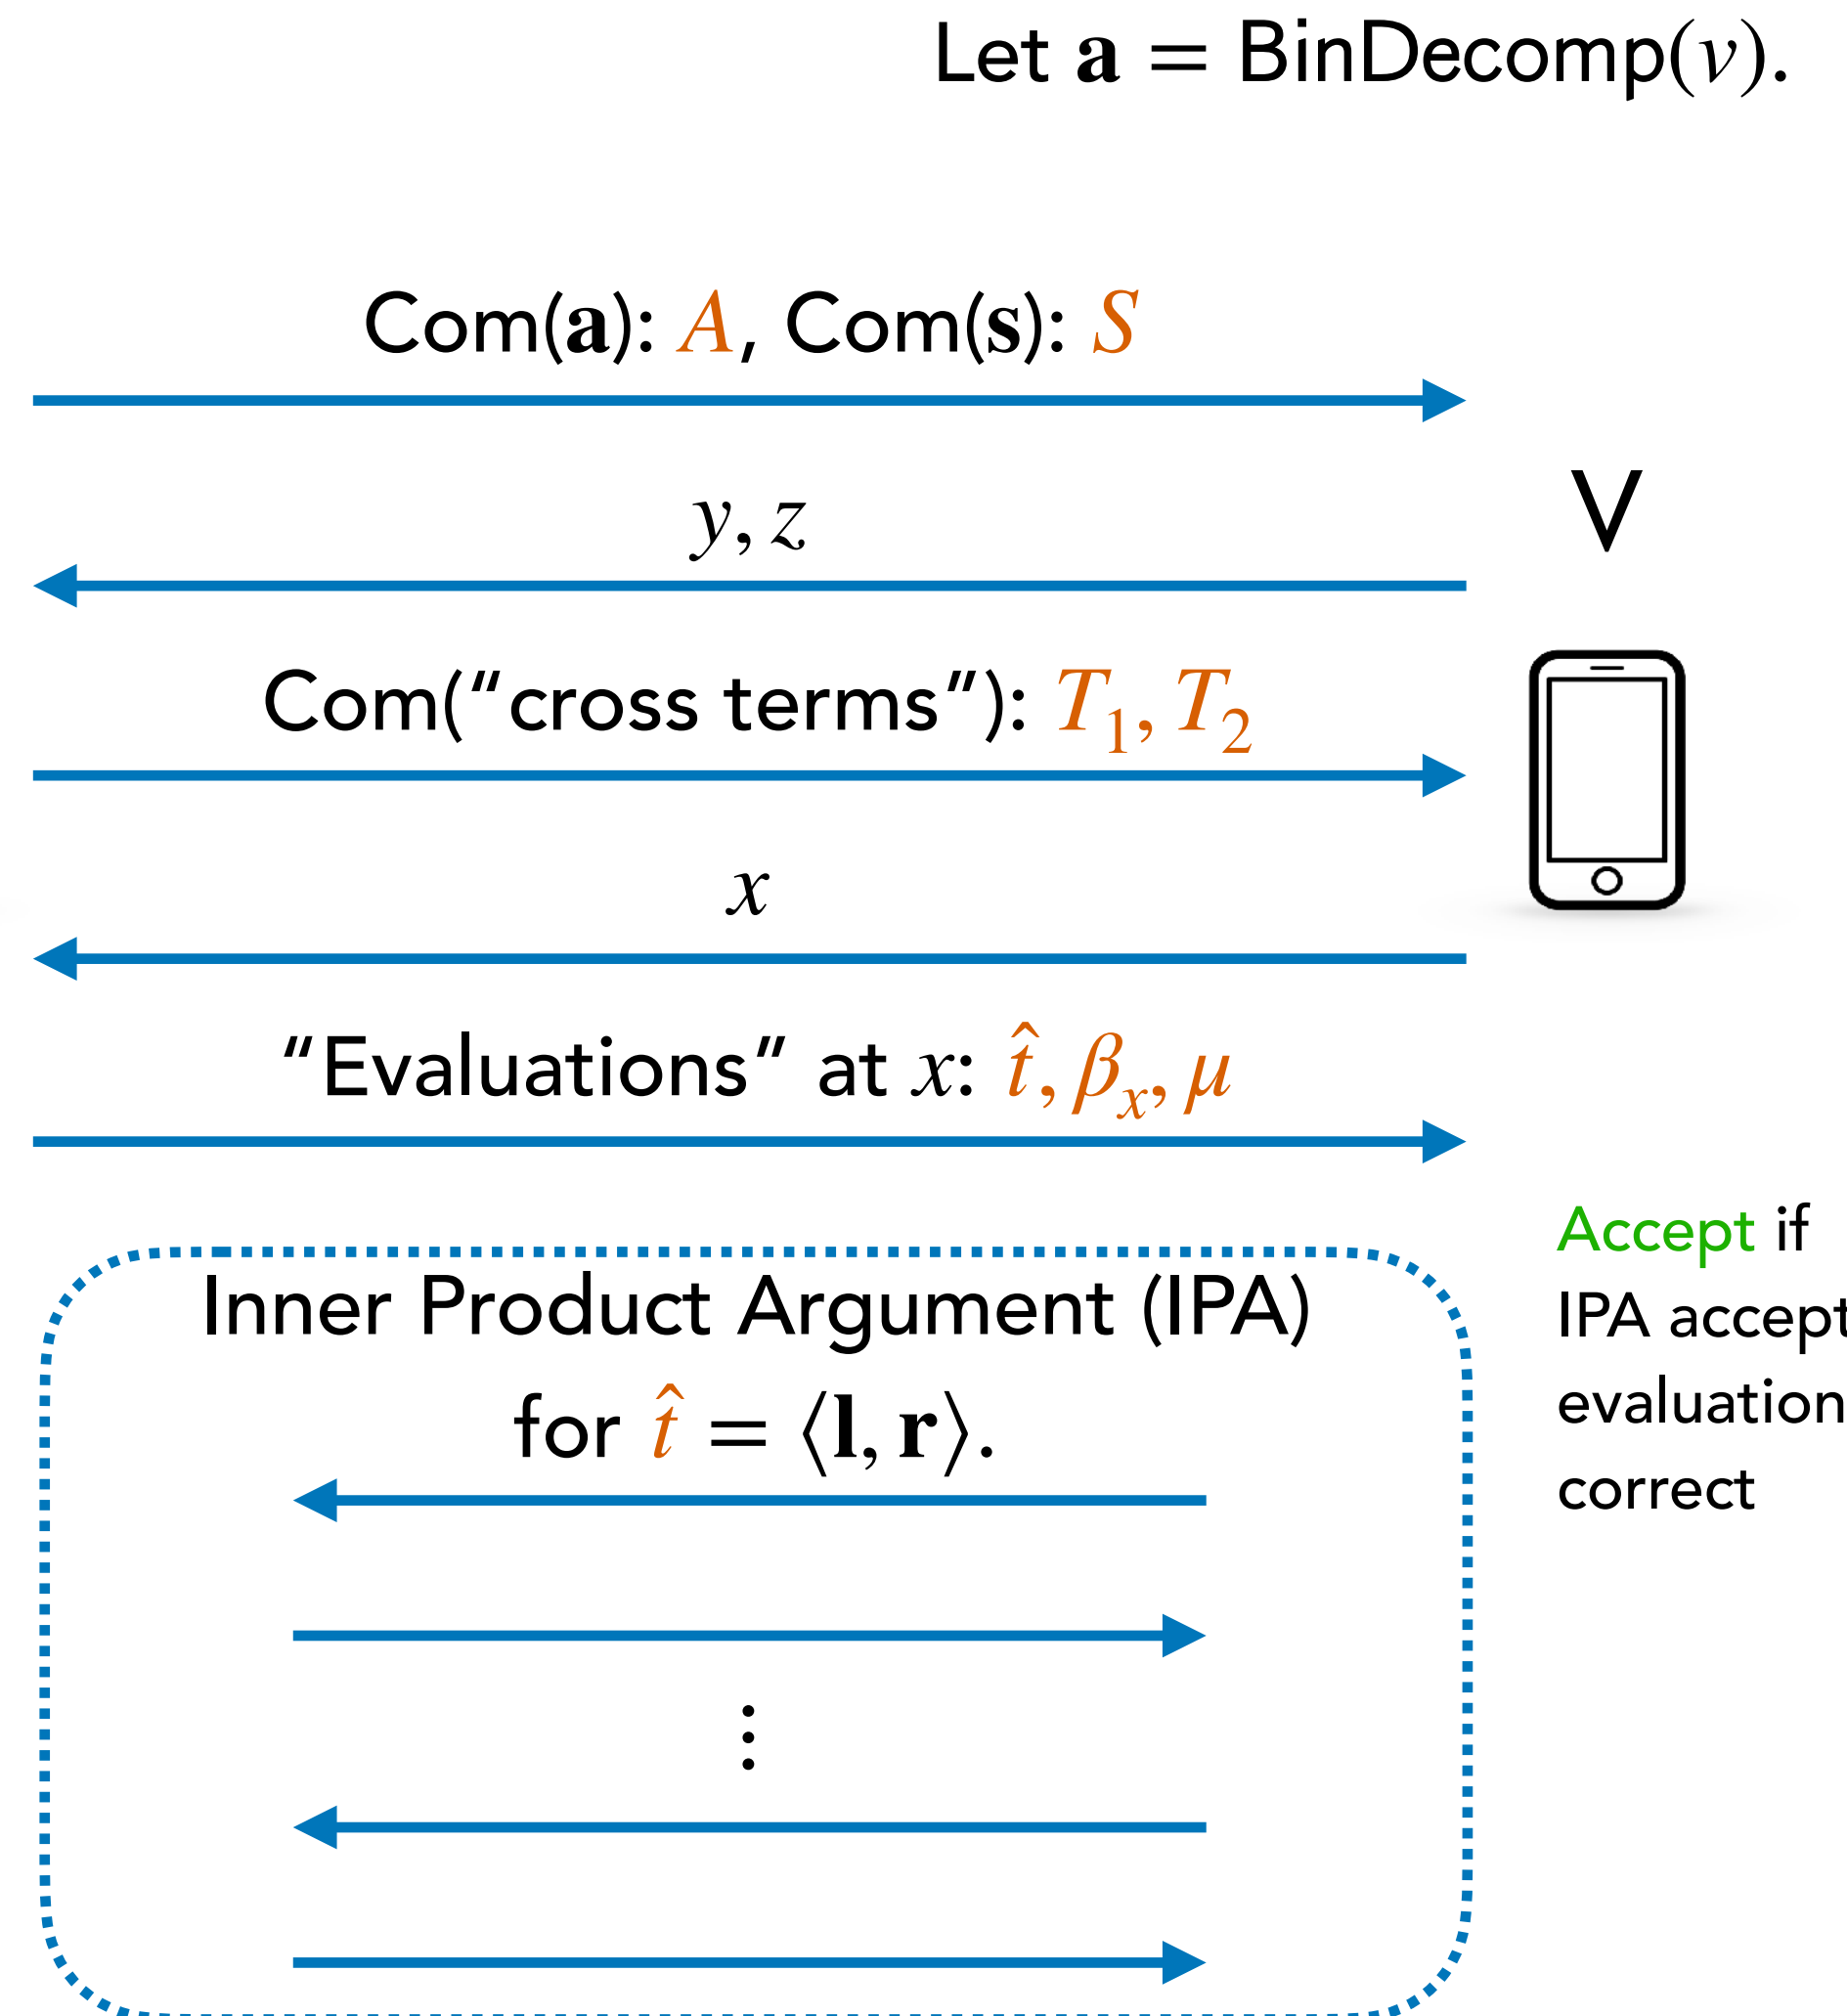 Let a = BinDecomp(v).
Com(a): A, Com(s): S
y, z
V
Com(“cross terms”): T₁, T₂
x
“Evaluations” at x: t̂, βₓ, μ
Accept if
IPA accept
evaluation
correct
Inner Product Argument (IPA)
for t̂ = ⟨l, r⟩.
⋮